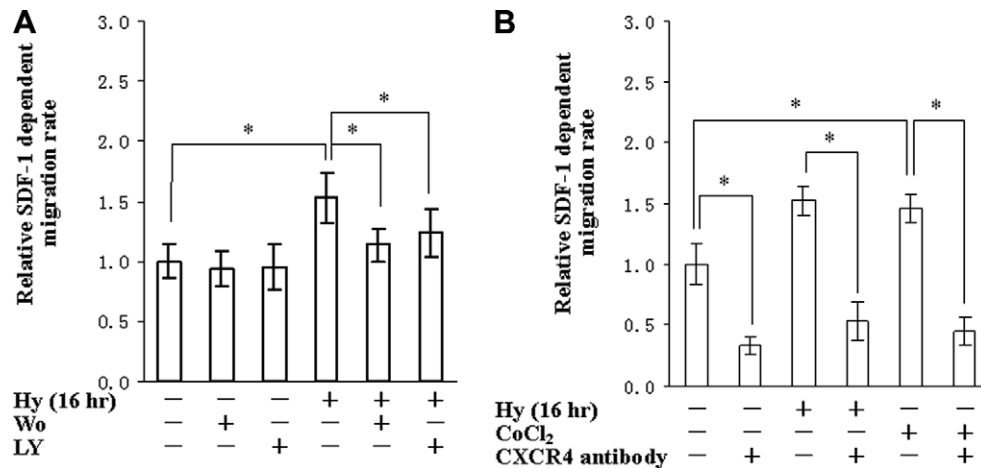 A
Relative SDF-1 dependent
migration rate
3.0
2.5
2.0
1.5
1.0
0.5
0.0
* * *
Hy (16 hr) − − − + + +
Wo − + − − + −
LY − − + − − +
B
Relative SDF-1 dependent
migration rate
3.0
2.5
2.0
1.5
1.0
0.5
0.0
* * * *
Hy (16 hr) − − + + − −
CoCl₂ − − − − + +
CXCR4 antibody − + − + − +